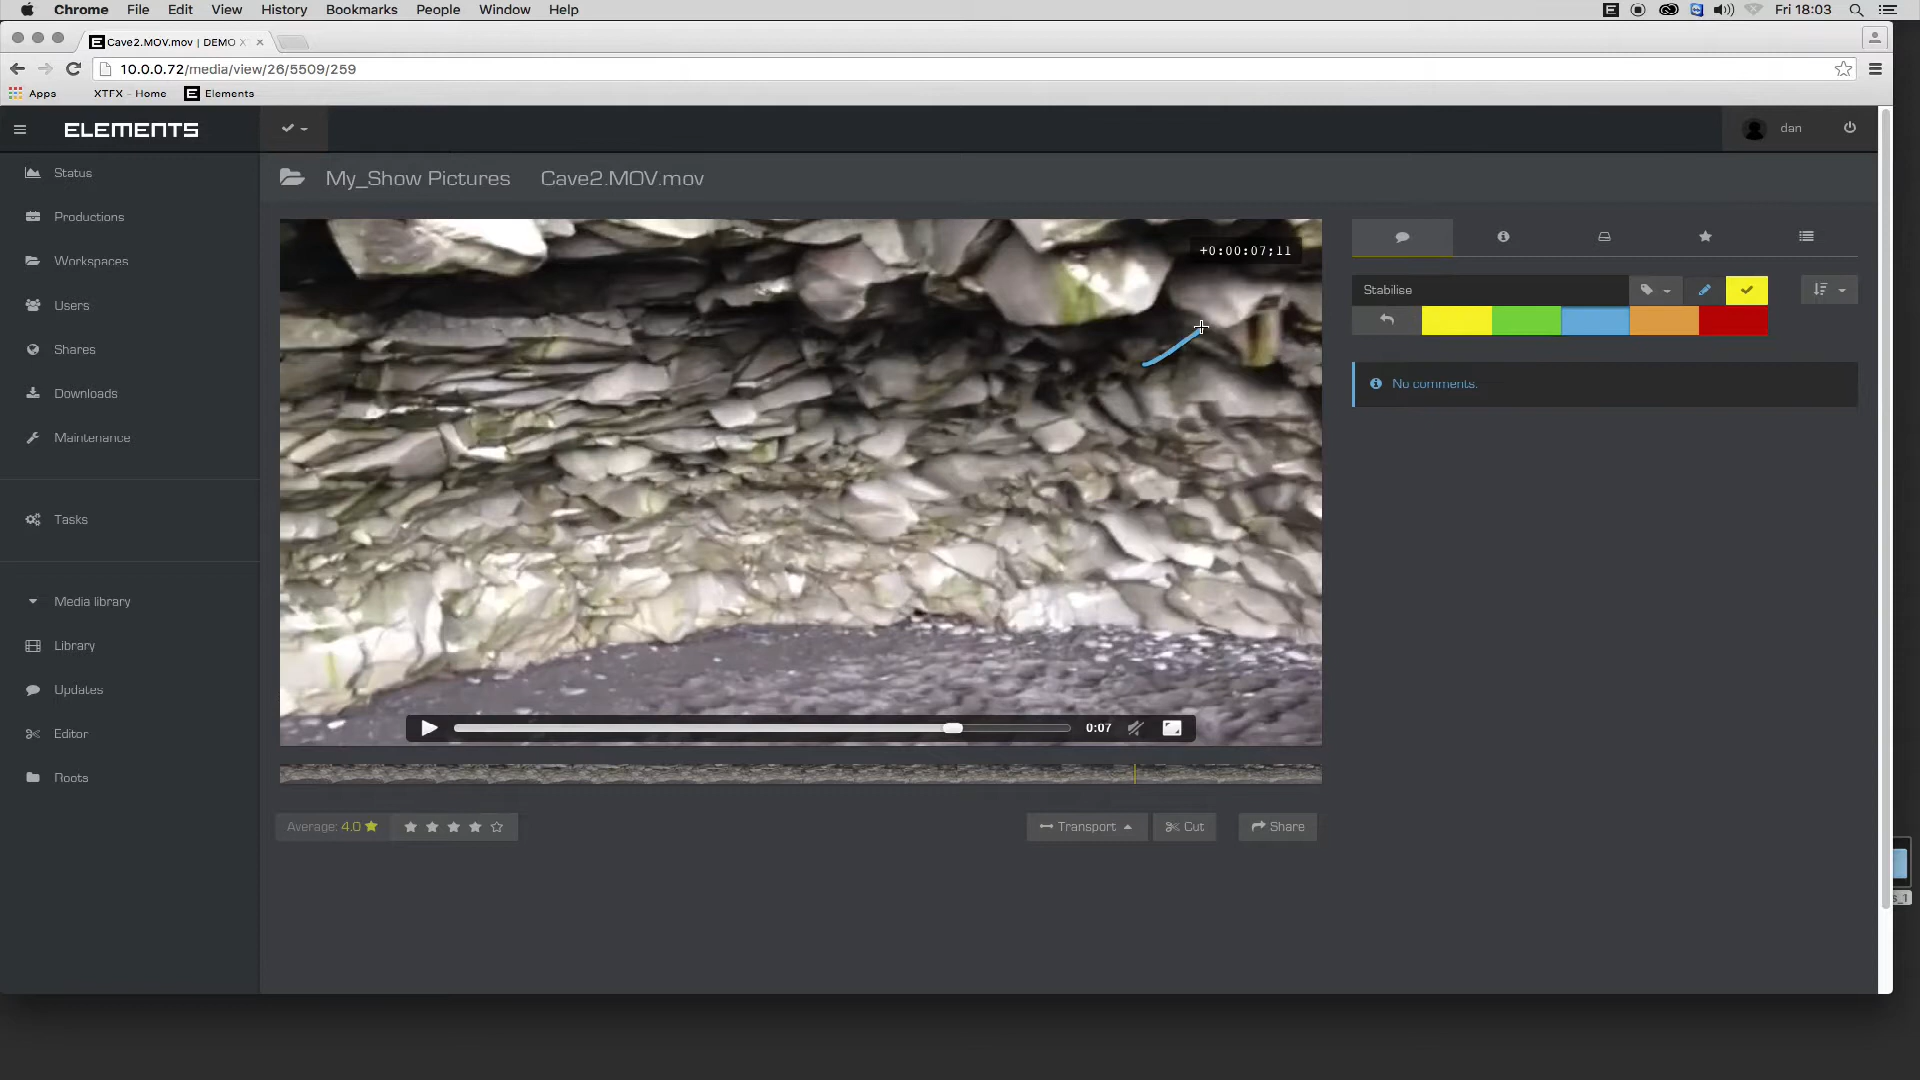 Chrome File Edit View History Bookmarks People Window Help
Fri 18:03
Cave2.MOV.mov | DEMO
10.0.0.72/media/view/26/5509/259
Apps XTFX - Home Elements
ELEMENTS
dan
Status
Productions
Workspaces
Users
Shares
Downloads
Maintenance
Tasks
Media library
Library
Updates
Editor
Roots
My_Show Pictures Cave2.MOV.mov
+0:00:07;11
0:07
Average: 4.0
Transport
Cut
Share
Stabilise
No comments.
s_1